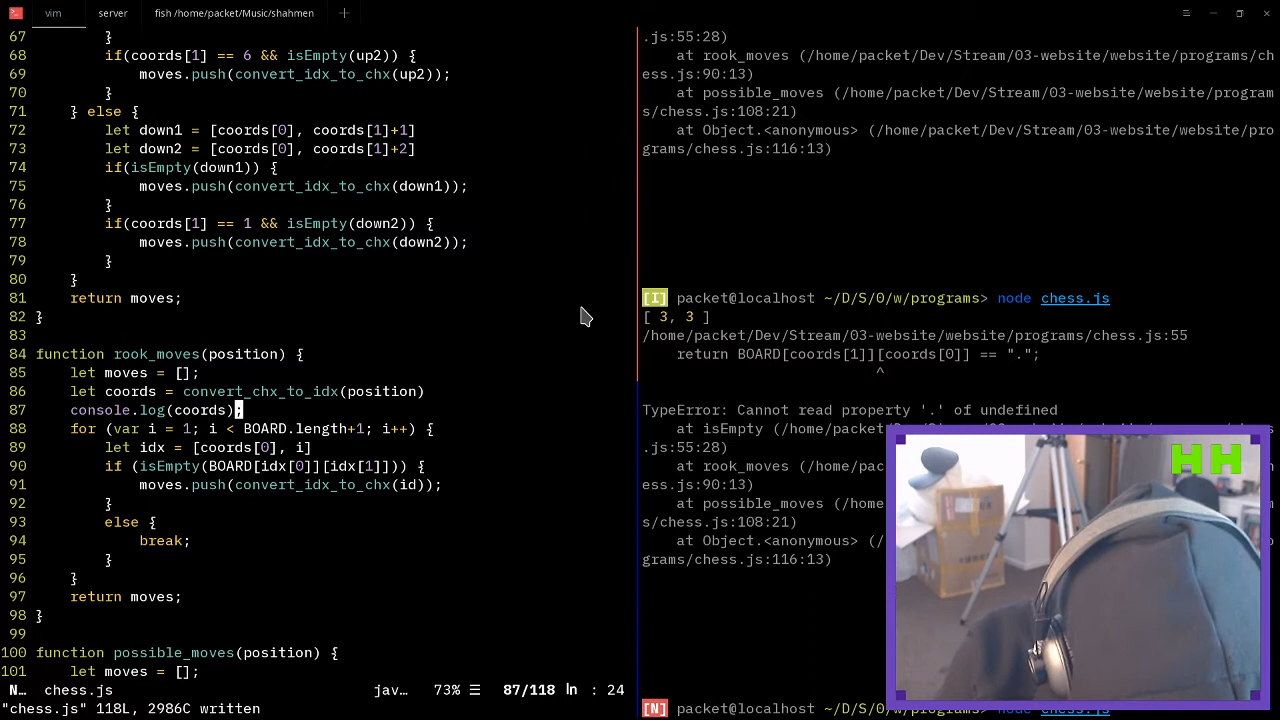 vim server fish /home/packet/Music/shahmen
67 }
68 if(coords[1] == 6 && isEmpty(up2)) {
69 moves.push(convert_idx_to_chx(up2));
70 }
71 } else {
72 let down1 = [coords[0], coords[1]+1]
73 let down2 = [coords[0], coords[1]+2]
74 if(isEmpty(down1)) {
75 moves.push(convert_idx_to_chx(down1));
76 }
77 if(coords[1] == 1 && isEmpty(down2)) {
78 moves.push(convert_idx_to_chx(down2));
79 }
80 }
81 return moves;
82 }
83
84 function rook_moves(position) {
85 let moves = [];
86 let coords = convert_chx_to_idx(position)
87 console.log(coords);
88 for (var i = 1; i < BOARD.length+1; i++) {
89 let idx = [coords[0], i]
90 if (isEmpty(BOARD[idx[0]][idx[1]])) {
91 moves.push(convert_idx_to_chx(id));
92 }
93 else {
94 break;
95 }
96 }
97 return moves;
98 }
99
100 function possible_moves(position) {
101 let moves = [];
N… chess.js jav… 73% ☰ 87/118 ln : 24
"chess.js" 118L, 2986C written
.js:55:28)
at rook_moves (/home/packet/Dev/Stream/03-website/website/programs/ch
ess.js:90:13)
at possible_moves (/home/packet/Dev/Stream/03-website/website/program
s/chess.js:108:21)
at Object.<anonymous> (/home/packet/Dev/Stream/03-website/website/pro
grams/chess.js:116:13)
[I] packet@localhost ~/D/S/0/w/programs> node chess.js
[ 3, 3 ]
/home/packet/Dev/Stream/03-website/website/programs/chess.js:55
return BOARD[coords[1]][coords[0]] == ".";
^
TypeError: Cannot read property '.' of undefined
at isEmpty (/home/packet/Dev/Stream/03-website/website/programs/chess
.js:55:28)
at rook_moves (/home/pac
ess.js:90:13)
at possible_moves (/home
s/chess.js:108:21)
at Object.<anonymous> (/
grams/chess.js:116:13)
HH
[N] packet@localhost ~/D/S/0/w/programs> node chess.js